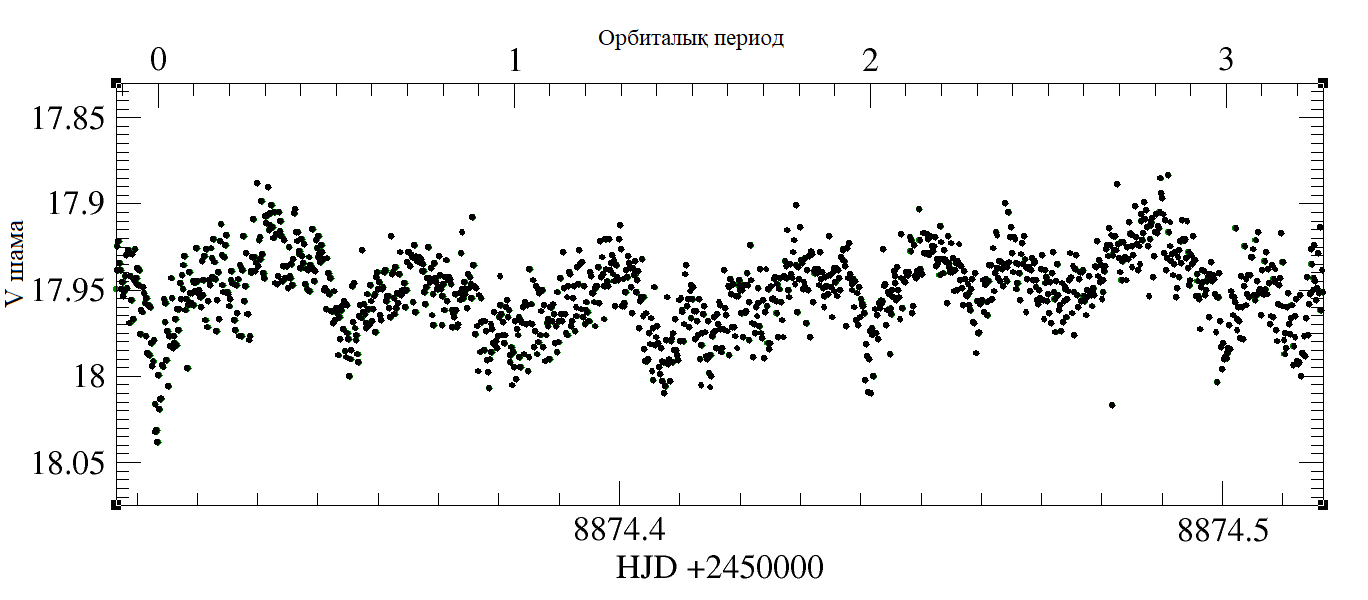 Орбиталық период
0 1 2 3
17.85
17.9
17.95
18
18.05
V шама
8874.4 8874.5
HJD +2450000